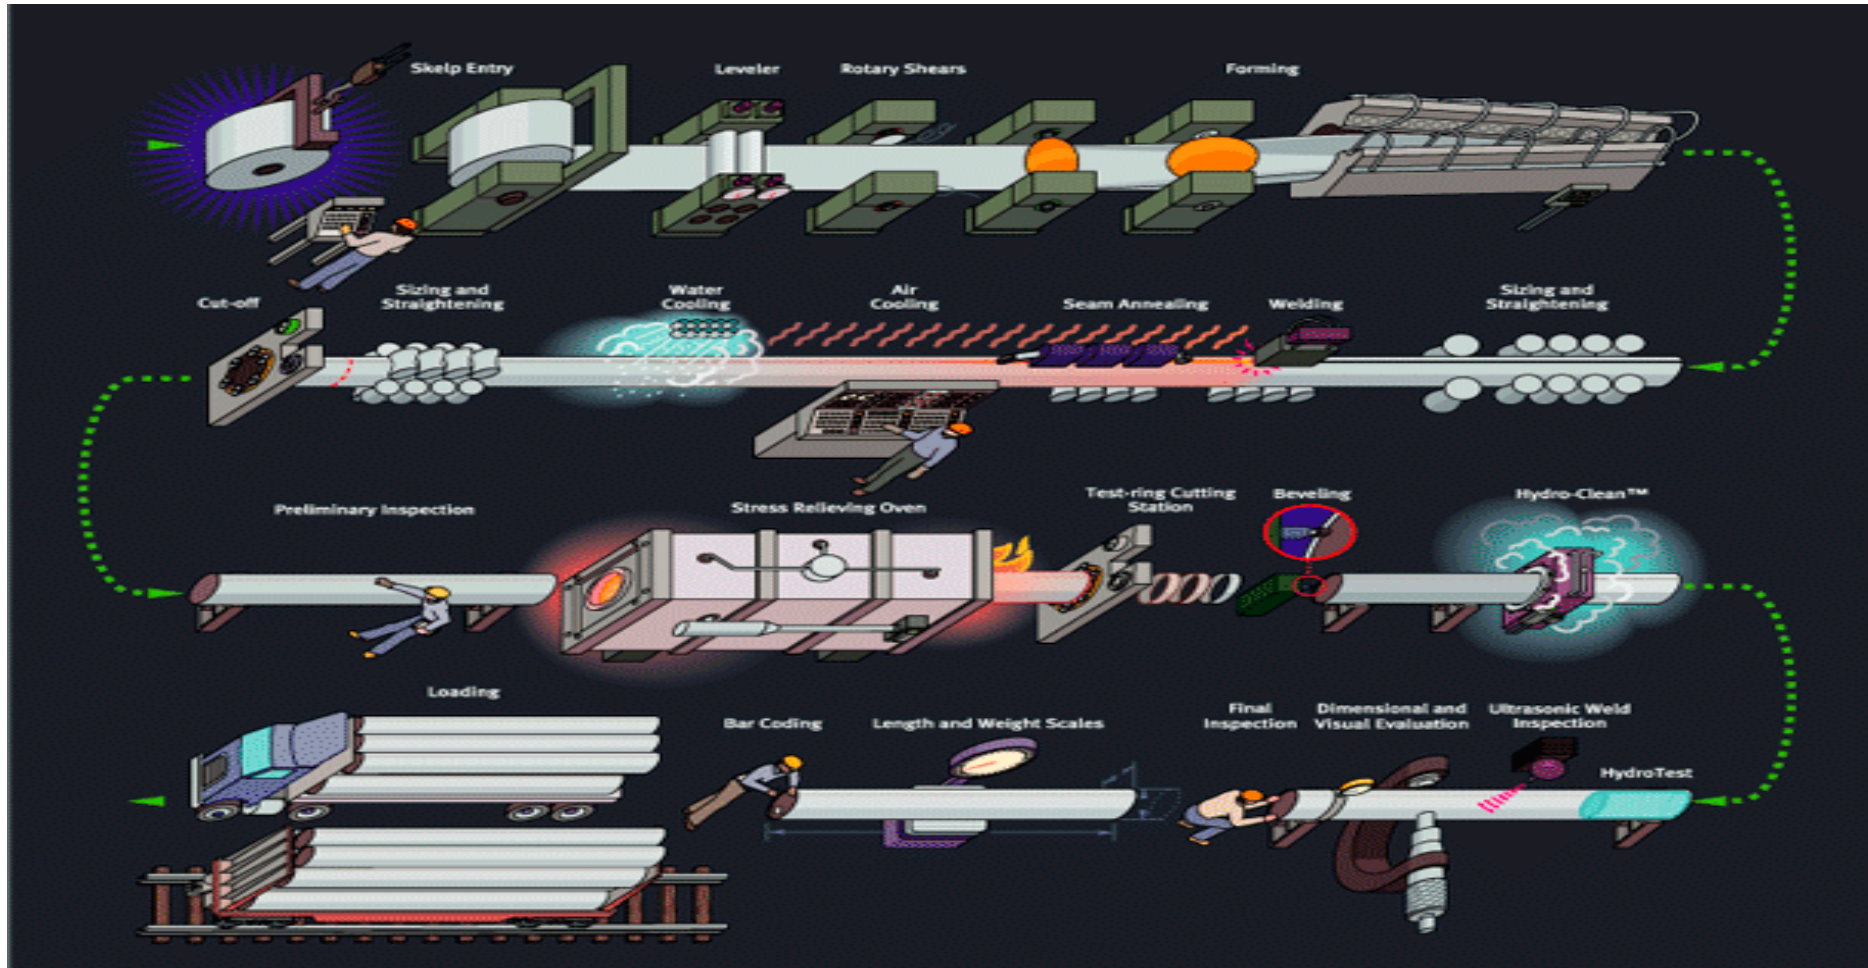 Skelp Entry
Leveler
Rotary Shears
Forming
Cut-off
Sizing and
Straightening
Water
Cooling
Air
Cooling
Seam Annealing
Welding
Sizing and
Straightening
Preliminary Inspection
Stress Relieving Oven
Test-ring Cutting
Station
Beveling
Hydro-Clean™
Loading
Bar Coding
Length and Weight Scales
Final
Inspection
Dimensional and
Visual Evaluation
Ultrasonic Weld
Inspection
HydroTest